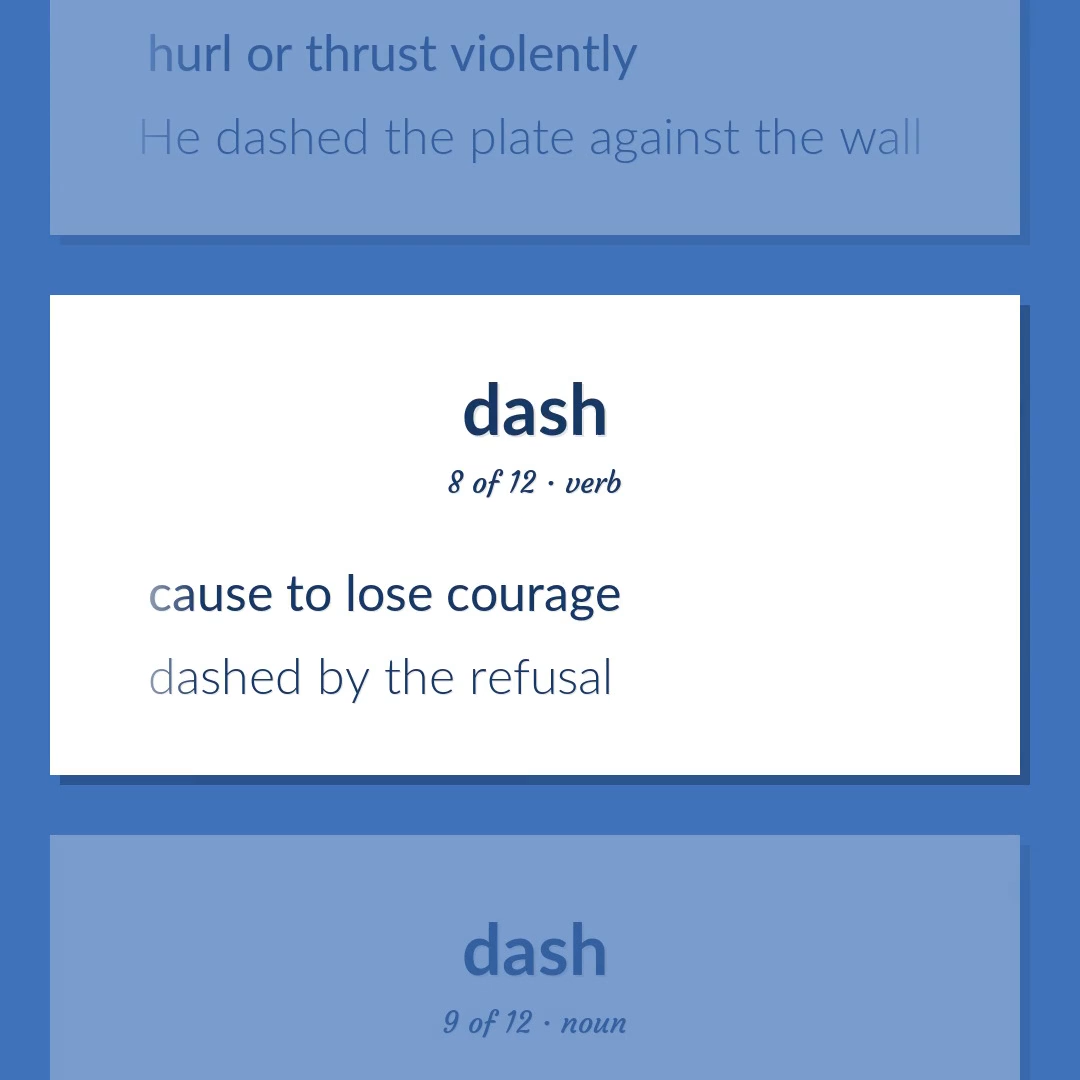 hurl or thrust violently
He dashed the plate against the wall
dash
8 of 12 · verb
cause to lose courage
dashed by the refusal
dash
9 of 12 · noun